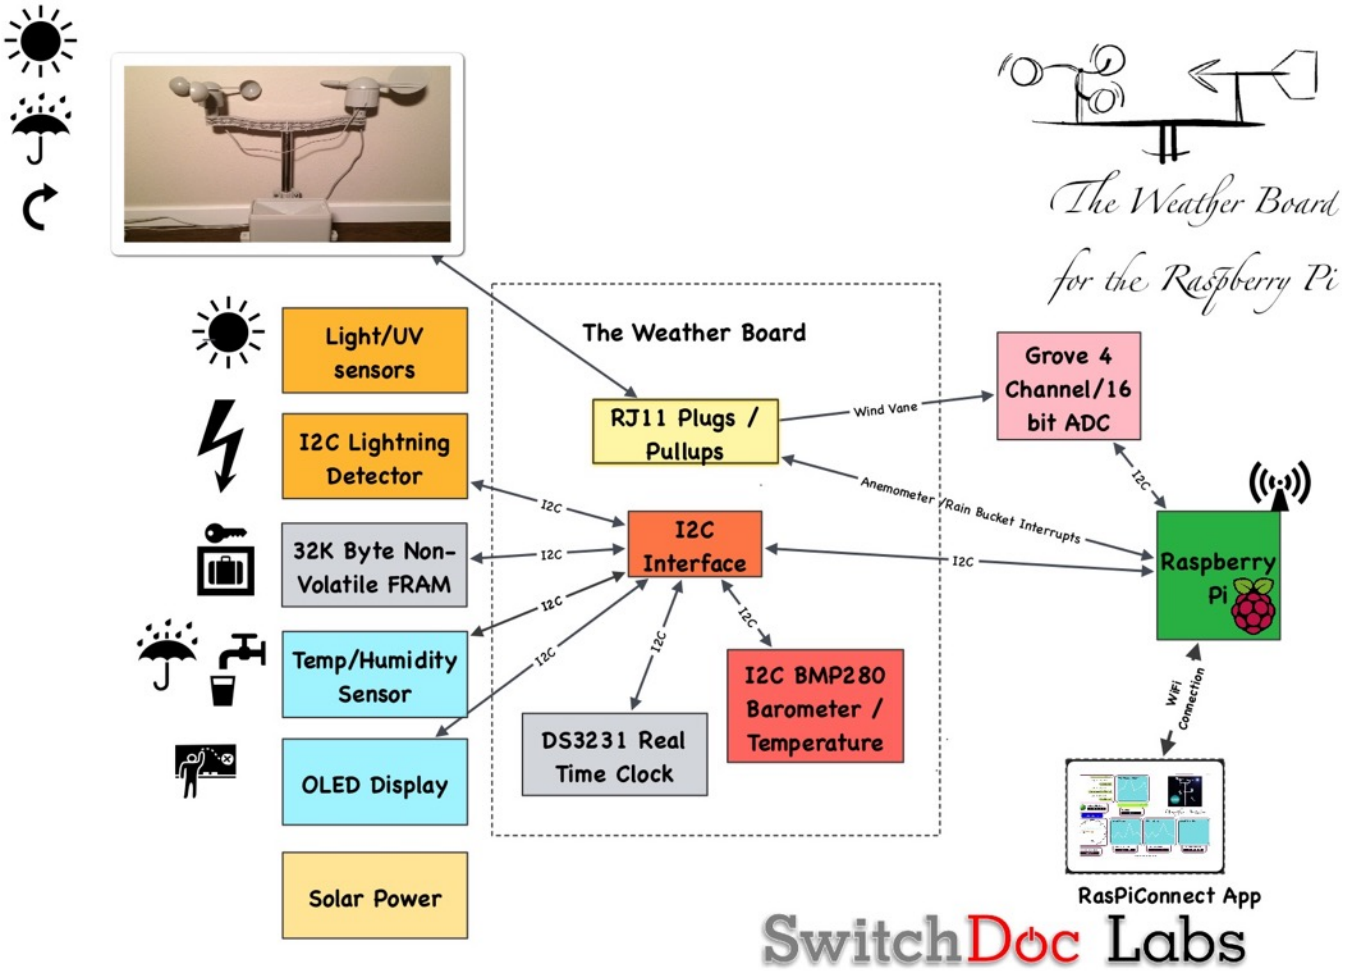 The Weather Board
for the Raspberry Pi
Light/UV
sensors
The Weather Board
Grove 4
Channel/16
bit ADC
RJ11 Plugs /
Pullups
Wind Vane
I2C Lightning
Detector
I2C
I2C
Anemometer /Rain Bucket Interrupts
I2C
Interface
32K Byte Non-
Volatile FRAM
I2C
I2C
Raspberry
Pi
I2C
I2C
I2C
I2C
Temp/Humidity
Sensor
I2C BMP280
Barometer /
Temperature
WiFi
Connection
DS3231 Real
Time Clock
OLED Display
Solar Power
RasPiConnect App
SwitchDoc Labs